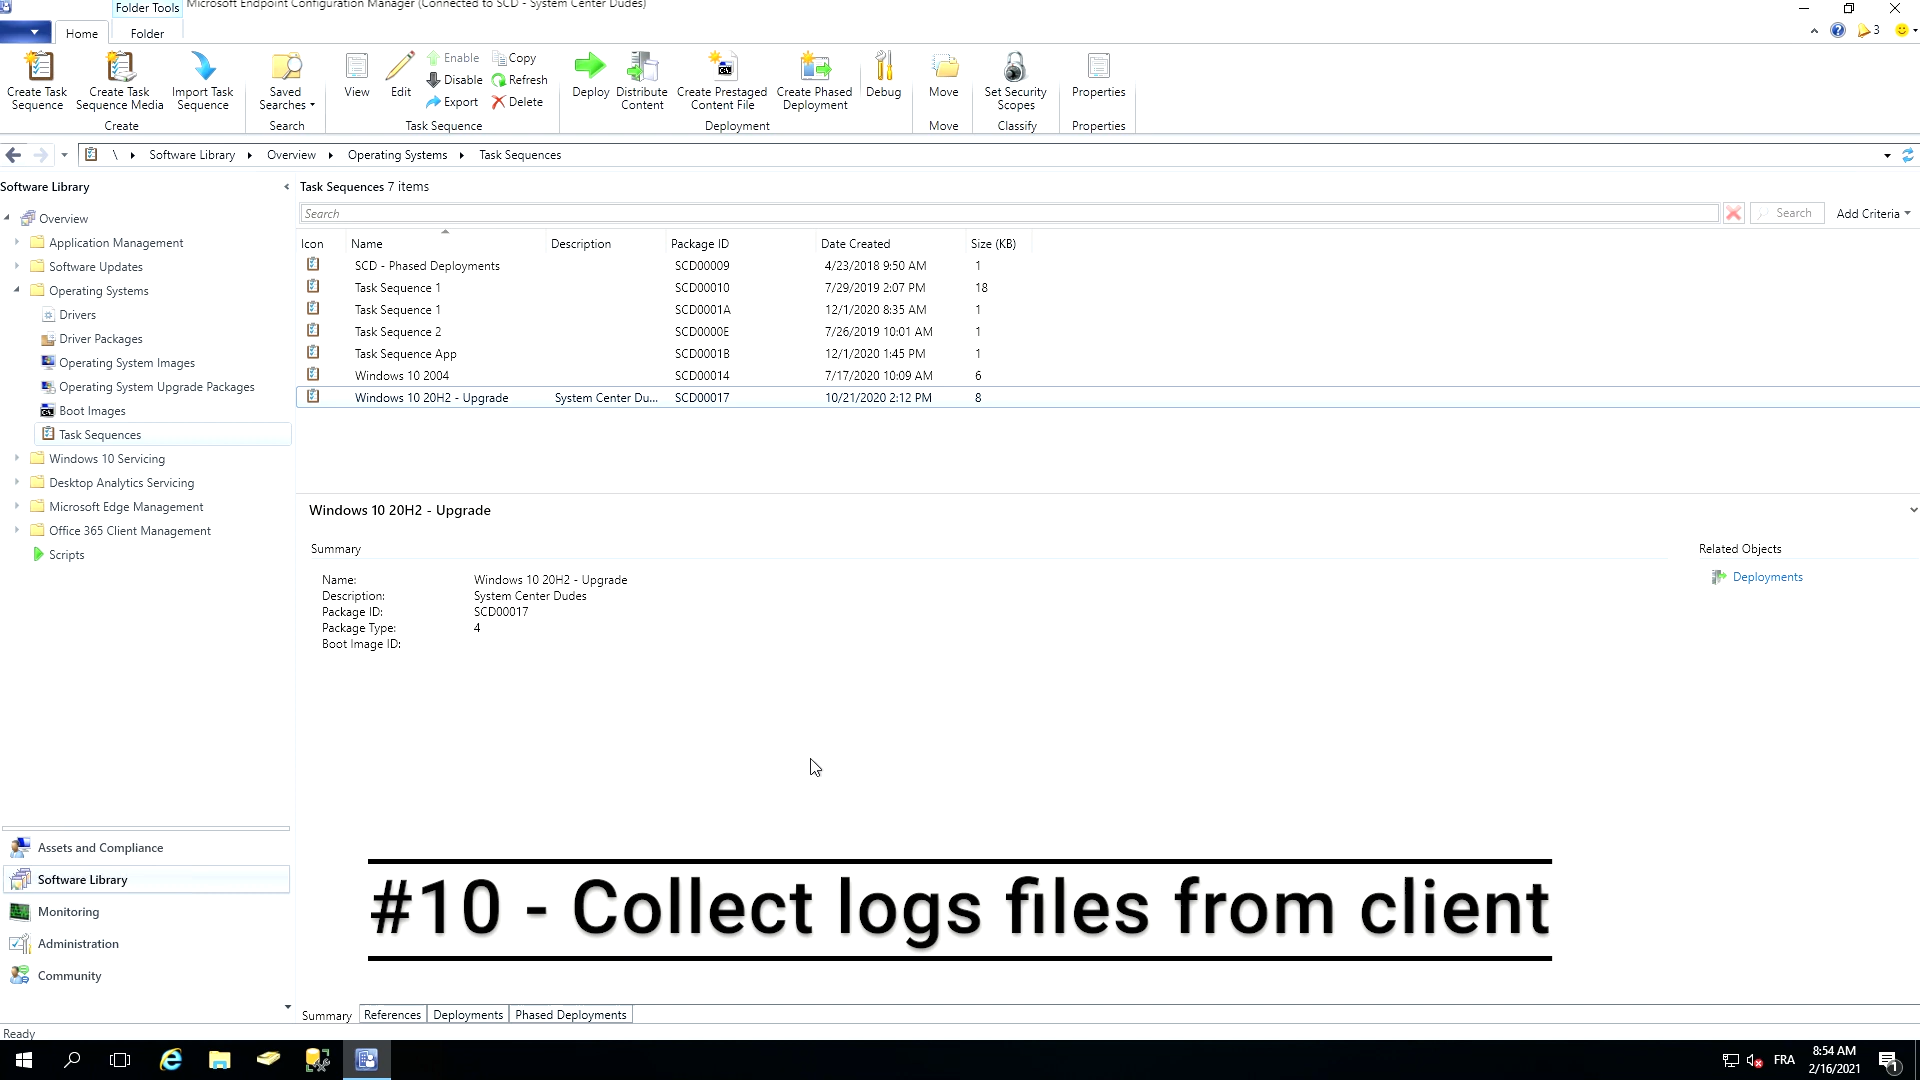 Folder Tools
Microsoft Endpoint Configuration Manager (Connected to SCD - System Center Dudes)
Home
Folder
3
Create Task Sequence
Create Task Sequence Media
Import Task Sequence
Create
Saved Searches
Search
View
Edit
Enable
Disable
Export
Copy
Refresh
Delete
Task Sequence
Deploy
Distribute Content
Create Prestaged Content File
Create Phased Deployment
Deployment
Debug
Move
Move
Set Security Scopes
Classify
Properties
Properties
\ Software Library Overview Operating Systems Task Sequences
Software Library
Overview
Application Management
Software Updates
Operating Systems
Drivers
Driver Packages
Operating System Images
Operating System Upgrade Packages
Boot Images
Task Sequences
Windows 10 Servicing
Desktop Analytics Servicing
Microsoft Edge Management
Office 365 Client Management
Scripts
Assets and Compliance
Software Library
Monitoring
Administration
Community
Task Sequences 7 items
Search
Search
Add Criteria
Icon Name Description Package ID Date Created Size (KB)
SCD - Phased Deployments SCD00009 4/23/2018 9:50 AM 1
Task Sequence 1 SCD00010 7/29/2019 2:07 PM 18
Task Sequence 1 SCD0001A 12/1/2020 8:35 AM 1
Task Sequence 2 SCD0000E 7/26/2019 10:01 AM 1
Task Sequence App SCD0001B 12/1/2020 1:45 PM 1
Windows 10 2004 SCD00014 7/17/2020 10:09 AM 6
Windows 10 20H2 - Upgrade System Center Du... SCD00017 10/21/2020 2:12 PM 8
Windows 10 20H2 - Upgrade
Summary
Name: Windows 10 20H2 - Upgrade
Description: System Center Dudes
Package ID: SCD00017
Package Type: 4
Boot Image ID:
Related Objects
Deployments
#10 - Collect logs files from client
Summary References Deployments Phased Deployments
Ready
FRA
8:54 AM
2/16/2021
1